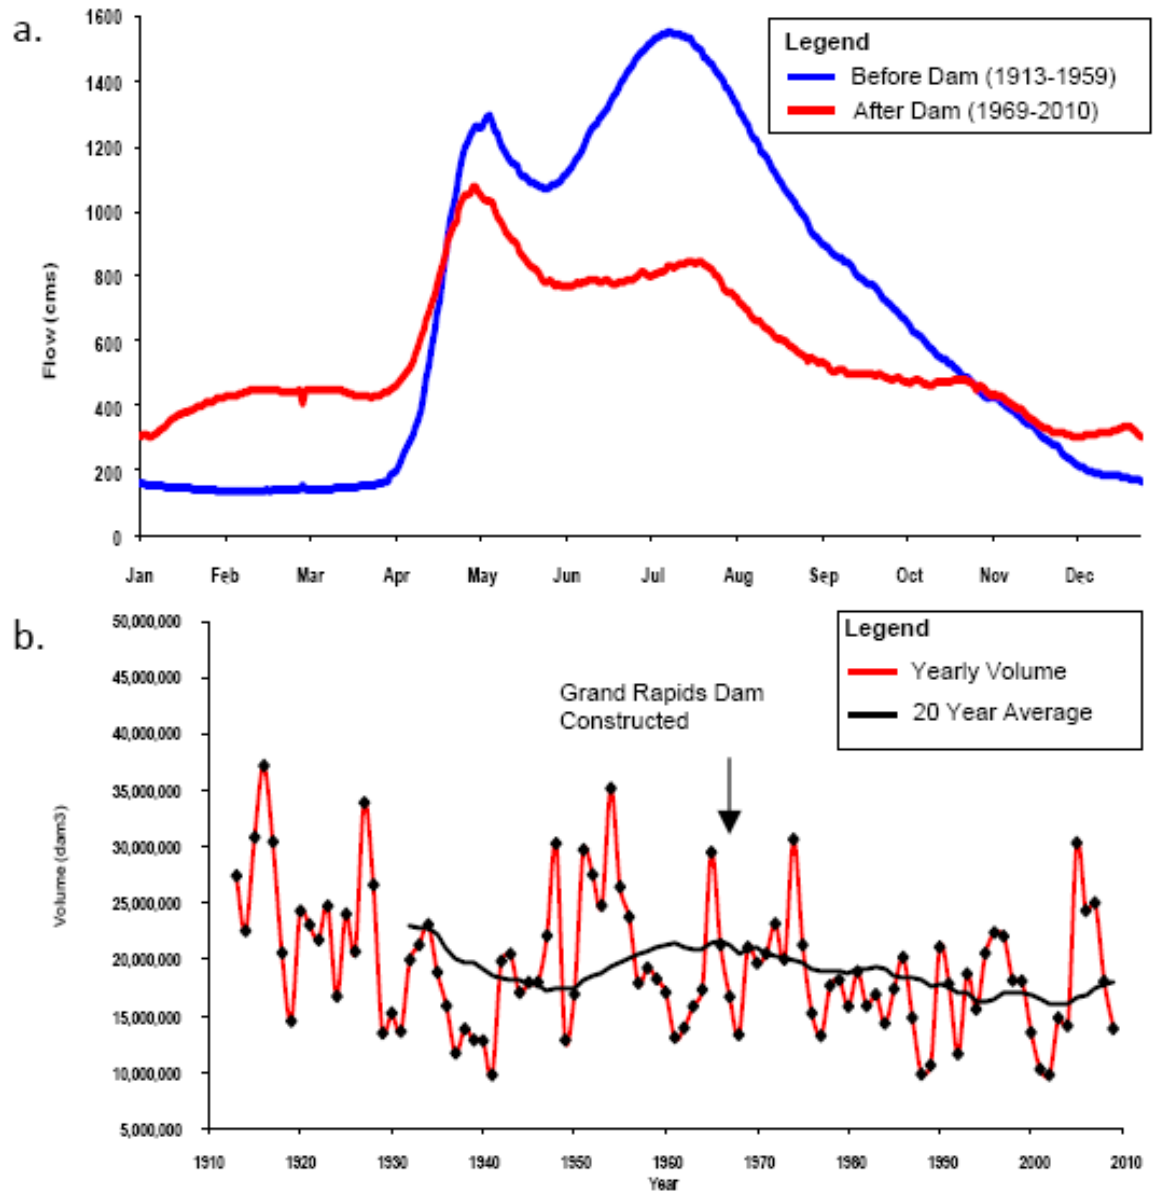 a.
1600
1400
1200
1000
800
600
400
200
0
Flow (cms)
Legend
Before Dam (1913-1959)
After Dam (1969-2010)
Jan Feb Mar Apr May Jun Jul Aug Sep Oct Nov Dec
b.
50,000,000
45,000,000
40,000,000
35,000,000
30,000,000
25,000,000
20,000,000
15,000,000
10,000,000
5,000,000
Volume (dam3)
Legend
Yearly Volume
20 Year Average
Grand Rapids Dam
Constructed
1910 1920 1930 1940 1950 1960 1970 1980 1990 2000 2010
Year